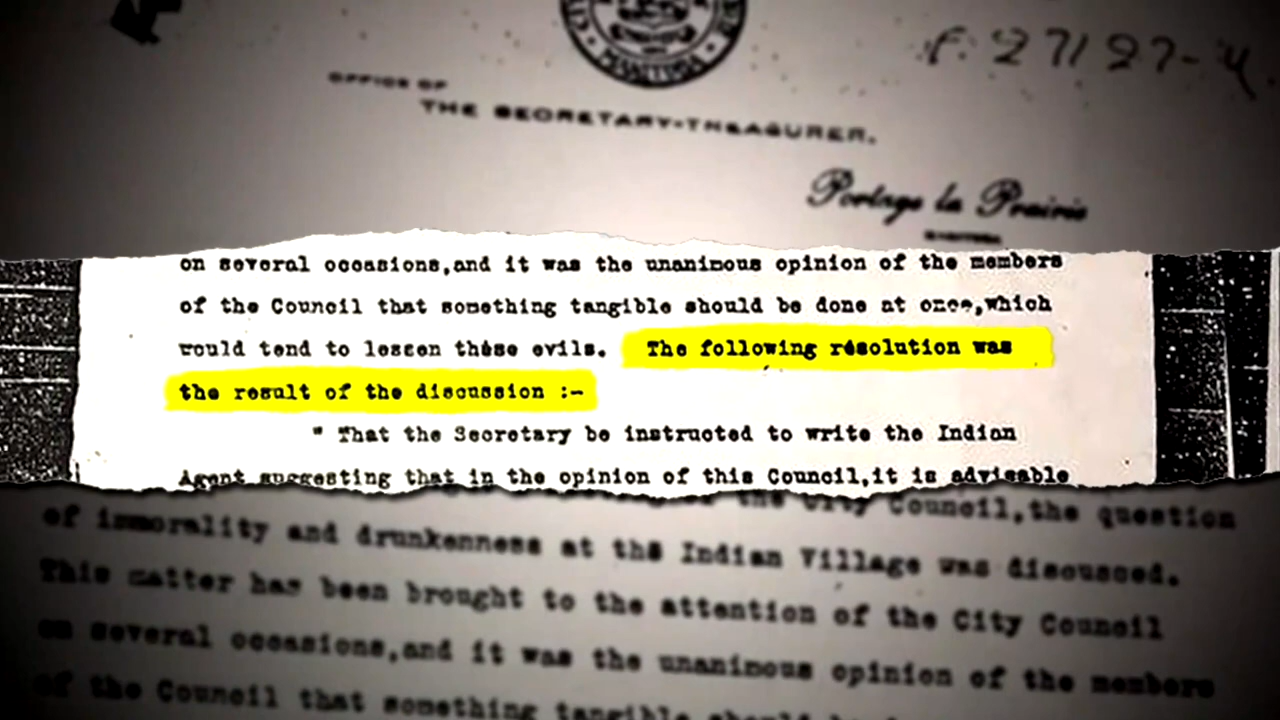 MANITOBA
f. 27127-4
OFFICE OF
THE SECRETARY-TREASURER.
Portage la Prairie
MANITOBA
on several occasions,and it was the unanimous opinion of the members
of the Council that something tangible should be done at once,which
would tend to lessen these evils. The following resolution was
the result of the discussion :-
" That the Secretary be instructed to write the Indian
Agent suggesting that in the opinion of this Council,it is adviseable
the City Council,the question
of immorality and drunkenness at the Indian Village was discussed.
This matter has been brought to the attention of the City Council
on several occasions,and it was the unanimous opinion of the members
of the Council that something tangible should